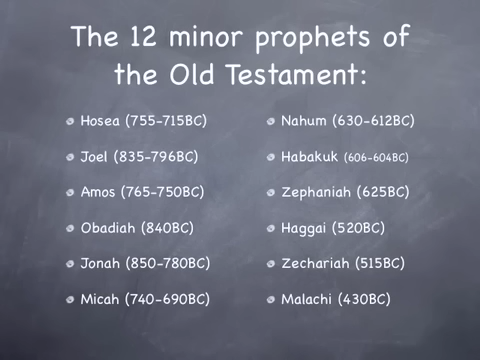 The 12 minor prophets of
the Old Testament:
Hosea (755-715BC)
Joel (835-796BC)
Amos (765-750BC)
Obadiah (840BC)
Jonah (850-780BC)
Micah (740-690BC)
Nahum (630-612BC)
Habakuk (606-604BC)
Zephaniah (625BC)
Haggai (520BC)
Zechariah (515BC)
Malachi (430BC)